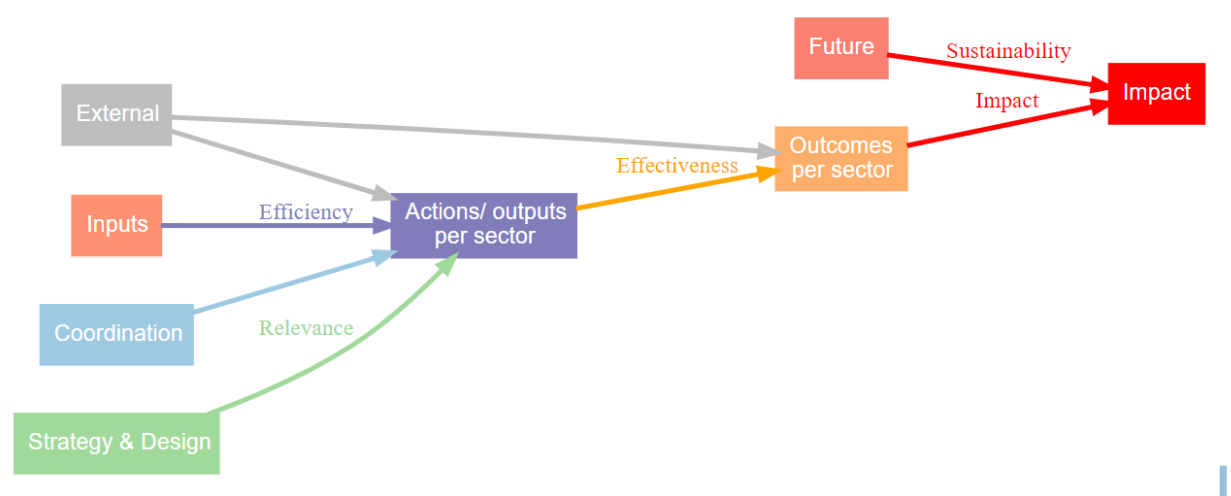 Future
Sustainability
Impact
Impact
External
Outcomes
per sector
Effectiveness
Actions/ outputs
per sector
Efficiency
Inputs
Coordination
Relevance
Strategy & Design